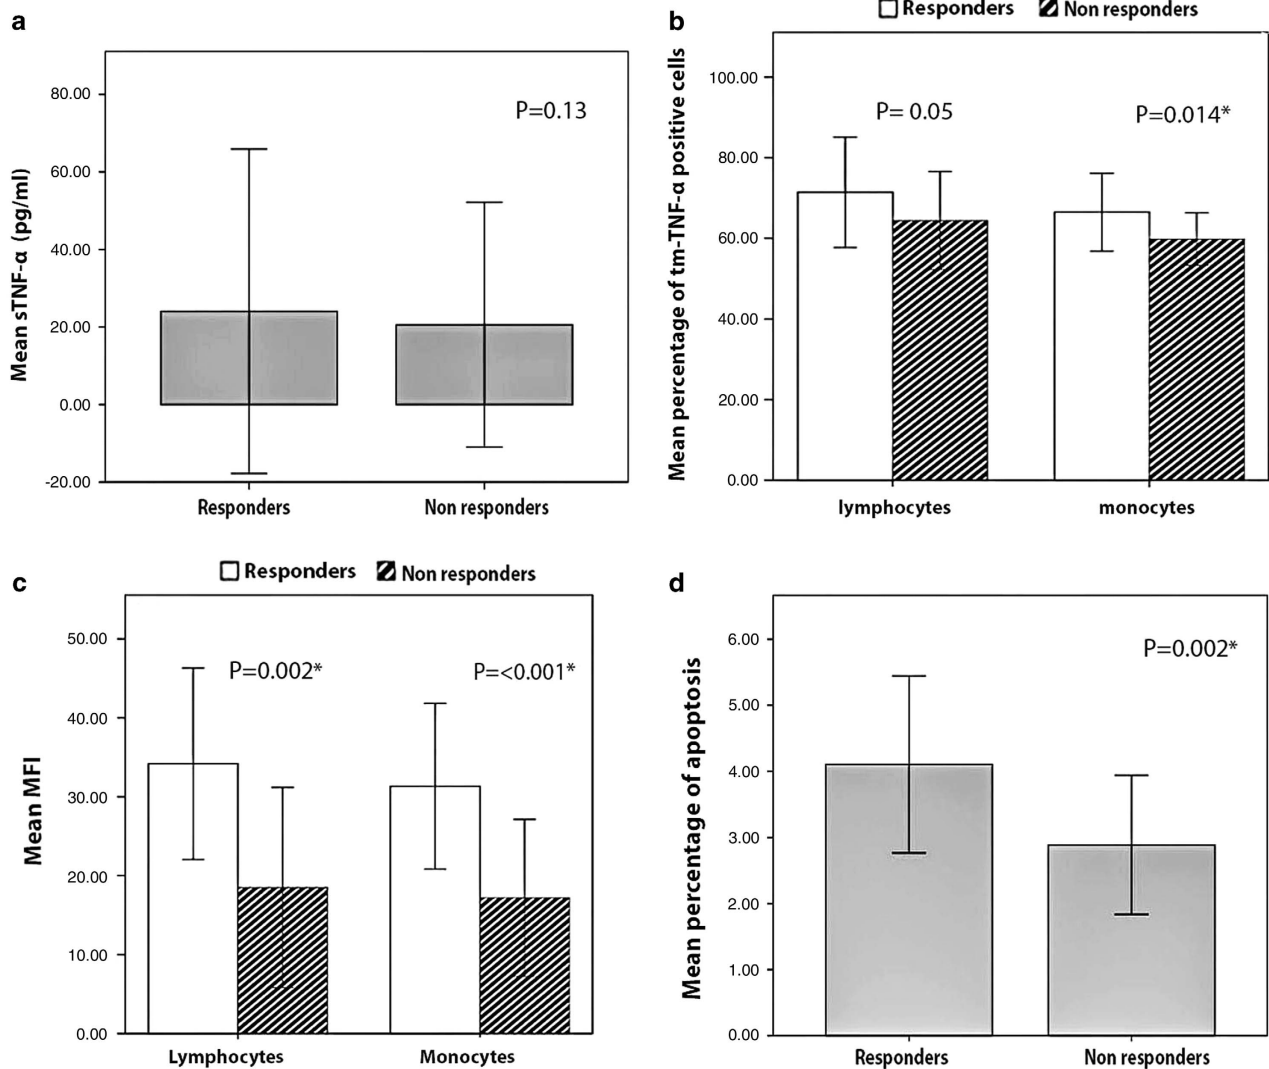 a
Mean sTNF-α (pg/ml)
80.00
60.00
40.00
20.00
0.00
-20.00
P=0.13
Responders
Non responders
b
Responders
Non responders
Mean percentage of tm-TNF-α positive cells
100.00
80.00
60.00
40.00
20.00
0.00
P= 0.05
P=0.014*
lymphocytes
monocytes
c
Responders
Non responders
Mean MFI
50.00
40.00
30.00
20.00
10.00
0.00
P=0.002*
P=<0.001*
Lymphocytes
Monocytes
d
Mean percentage of apoptosis
6.00
5.00
4.00
3.00
2.00
1.00
0.00
P=0.002*
Responders
Non responders